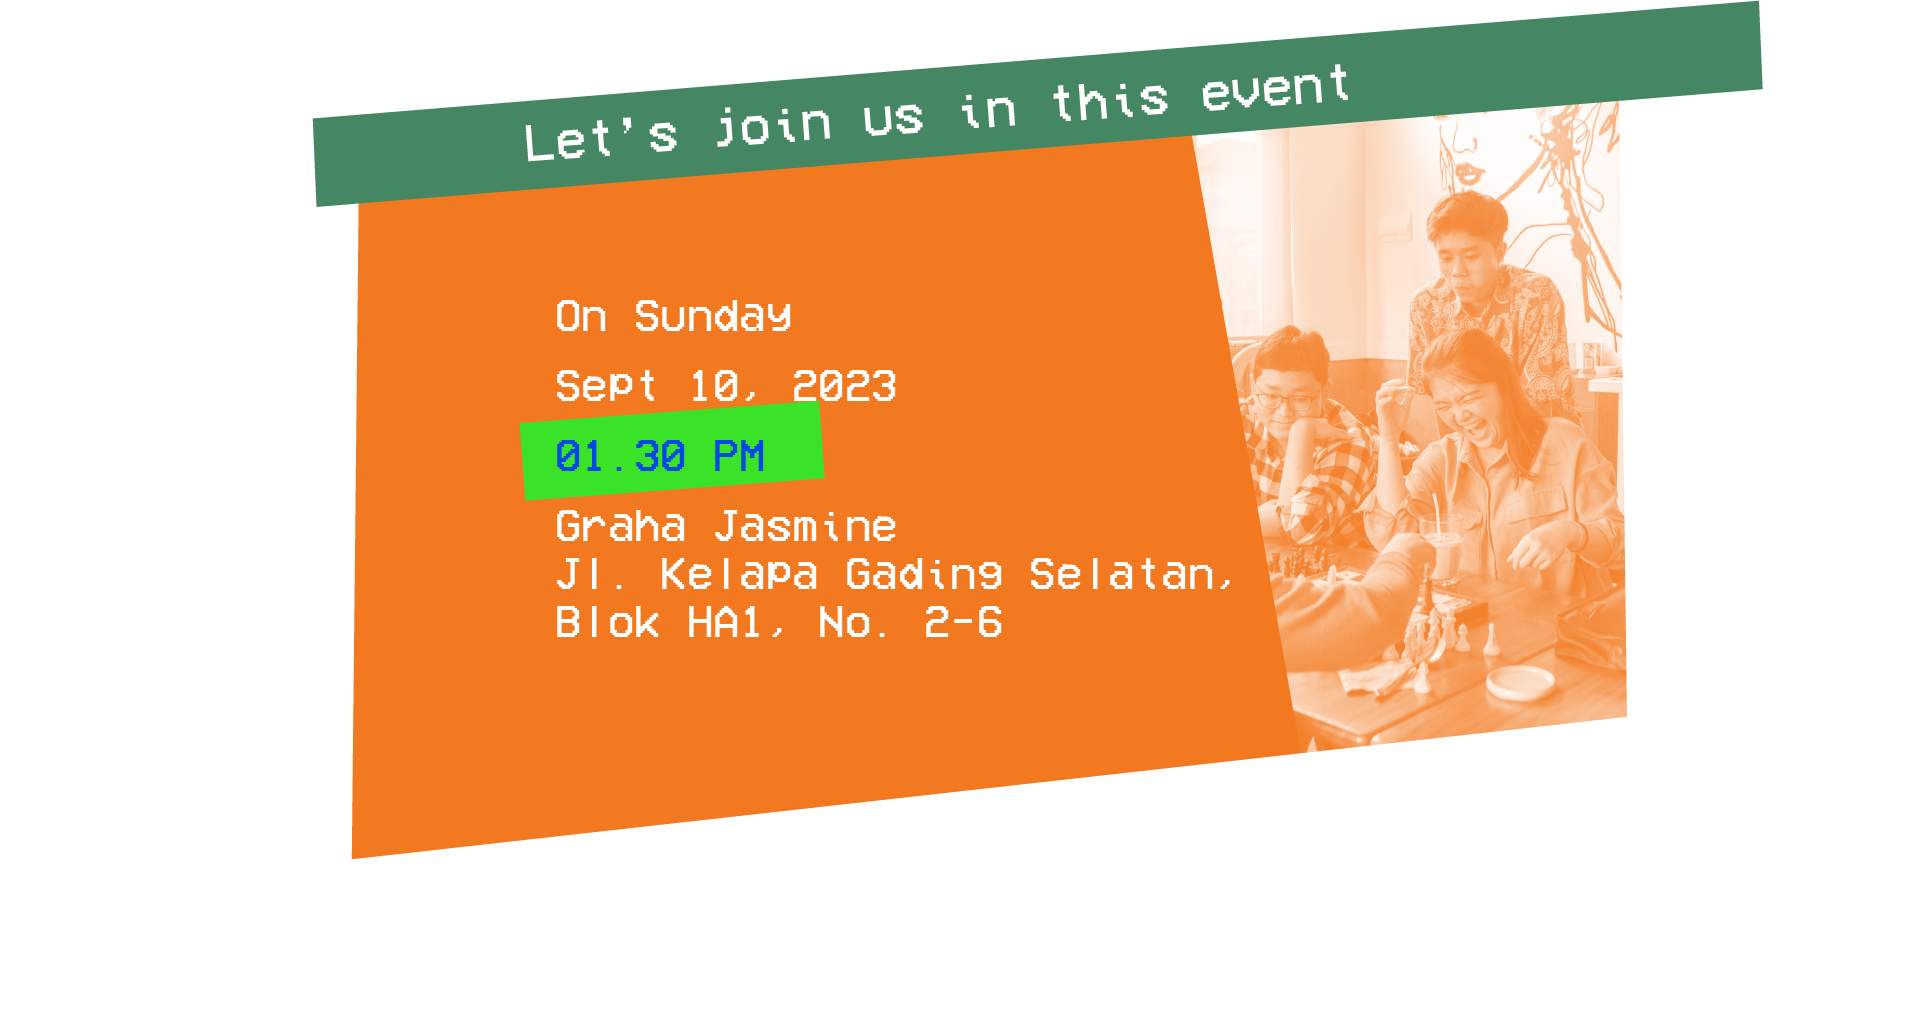 Let's join us in this event
On Sunday
Sept 10, 2023
01.30 PM
Graha Jasmine
Jl. Kelapa Gading Selatan,
Blok HA1, No. 2-6